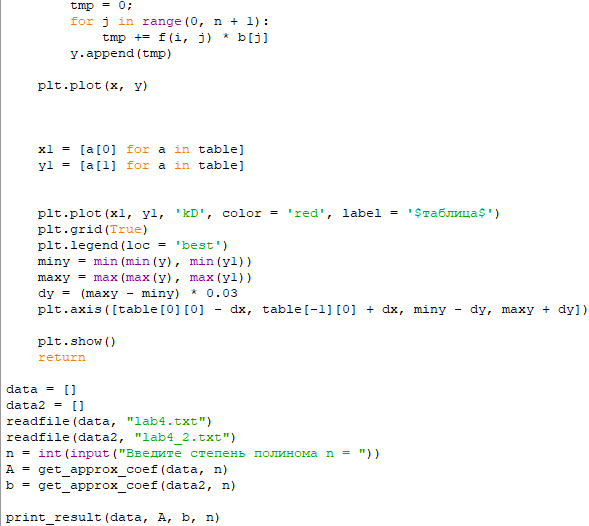 tmp = 0;
for j in range(0, n + 1):
tmp += f(i, j) * b[j]
y.append(tmp)
plt.plot(x, y)
x1 = [a[0] for a in table]
y1 = [a[1] for a in table]
plt.plot(x1, y1, 'kD', color = 'red', label = '$таблица$')
plt.grid(True)
plt.legend(loc = 'best')
miny = min(min(y), min(y1))
maxy = max(max(y), max(y1))
dy = (maxy - miny) * 0.03
plt.axis([table[0][0] - dx, table[-1][0] + dx, miny - dy, maxy + dy])
plt.show()
return
data = []
data2 = []
readfile(data, "lab4.txt")
readfile(data2, "lab4_2.txt")
n = int(input("Введите степень полинома n = "))
A = get_approx_coef(data, n)
b = get_approx_coef(data2, n)
print_result(data, A, b, n)